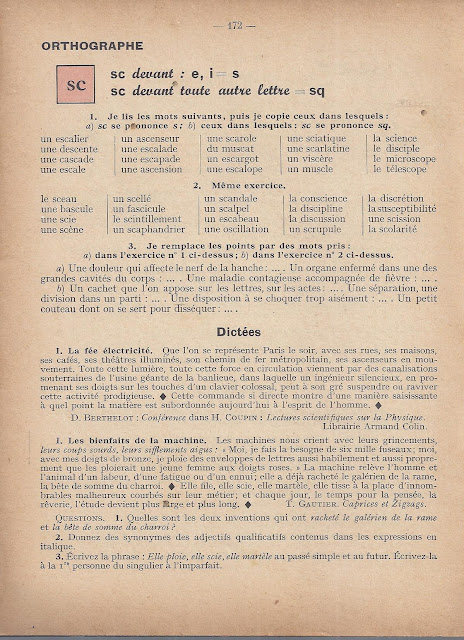 — 172 —
ORTHOGRAPHE
sc
sc devant : e, i = s
sc devant toute autre lettre = sq
1. Je lis les mots suivants, puis je copie ceux dans lesquels :
a) sc se prononce s ; b) ceux dans lesquels : sc se prononce sq.
un escalier un ascenseur une scarole une sciatique la science
une descente une escalade du muscat une scarlatine le disciple
une cascade une escapade un escargot un viscère le microscope
une escale une ascension une escalope un muscle le télescope
2. Même exercice.
le sceau un scellé un scandale la conscience la discrétion
une bascule un fascicule un scalpel la discipline la susceptibilité
une scie le scintillement un escabeau la discussion une scission
une scène un scaphandrier une oscillation un scrupule la scolarité
3. Je remplace les points par des mots pris :
a) dans l'exercice n° 1 ci-dessus ; b) dans l'exercice n° 2 ci-dessus.
a) Une douleur qui affecte le nerf de la hanche : ... . Un organe enfermé dans une des
grandes cavités du corps : ... . Une maladie contagieuse accompagnée de fièvre : ... .
b) Un cachet que l'on appose sur les lettres, sur les actes : ... . Une séparation, une
division dans un parti : ... . Une disposition à se choquer trop aisément : ... . Un petit
couteau dont on se sert pour disséquer : ... .
Dictées
1. La fée électricité. Que l'on se représente Paris le soir, avec ses rues, ses maisons,
ses cafés, ses théâtres illuminés, son chemin de fer métropolitain, ses ascenseurs en mou-
vement. Toute cette lumière, toute cette force en circulation viennent par des canalisations
souterraines de l'usine géante de la banlieue, dans laquelle un ingénieur silencieux, en pro-
menant ses doigts sur les touches d'un clavier colossal, peut à son gré suspendre ou raviver
cette activité prodigieuse. ◆ Cette commande si directe montre d'une manière saisissante
à quel point la matière est subordonnée aujourd'hui à l'esprit de l'homme. ◆
D. BERTHELOT : Conférence dans H. COUPIN : Lectures scientifiques sur la Physique.
Librairie Armand Colin.
1. Les bienfaits de la machine. Les machines nous crient avec leurs grincements,
leurs coups sourds, leurs sifflements aigus : « Moi, je fais la besogne de six mille fuseaux ; moi,
avec mes doigts de bronze, je plie des enveloppes de lettres aussi habilement et aussi propre-
ment que les ploierait une jeune femme aux doigts roses. » La machine relève l'homme et
l'animal d'un labeur, d'une fatigue ou d'un ennui ; elle a déjà racheté le galérien de la rame,
la bête de somme du charroi. ◆ Elle file, elle scie, elle martèle, elle tisse à la place d'innom-
brables malheureux courbés sur leur métier ; et chaque jour, le temps pour la pensée, la
rêverie, l'étude devient plus large et plus long. ◆ T. GAUTIER. Caprices et Zigzags.
QUESTIONS. 1. Quelles sont les deux inventions qui ont racheté le galérien de la rame
et la bête de somme du charroi ?
2. Donnez des synonymes des adjectifs qualificatifs contenus dans les expressions en
italique.
3. Écrivez la phrase : Elle ploie, elle scie, elle martèle au passé simple et au futur. Écrivez-la
à la 1re personne du singulier à l'imparfait.